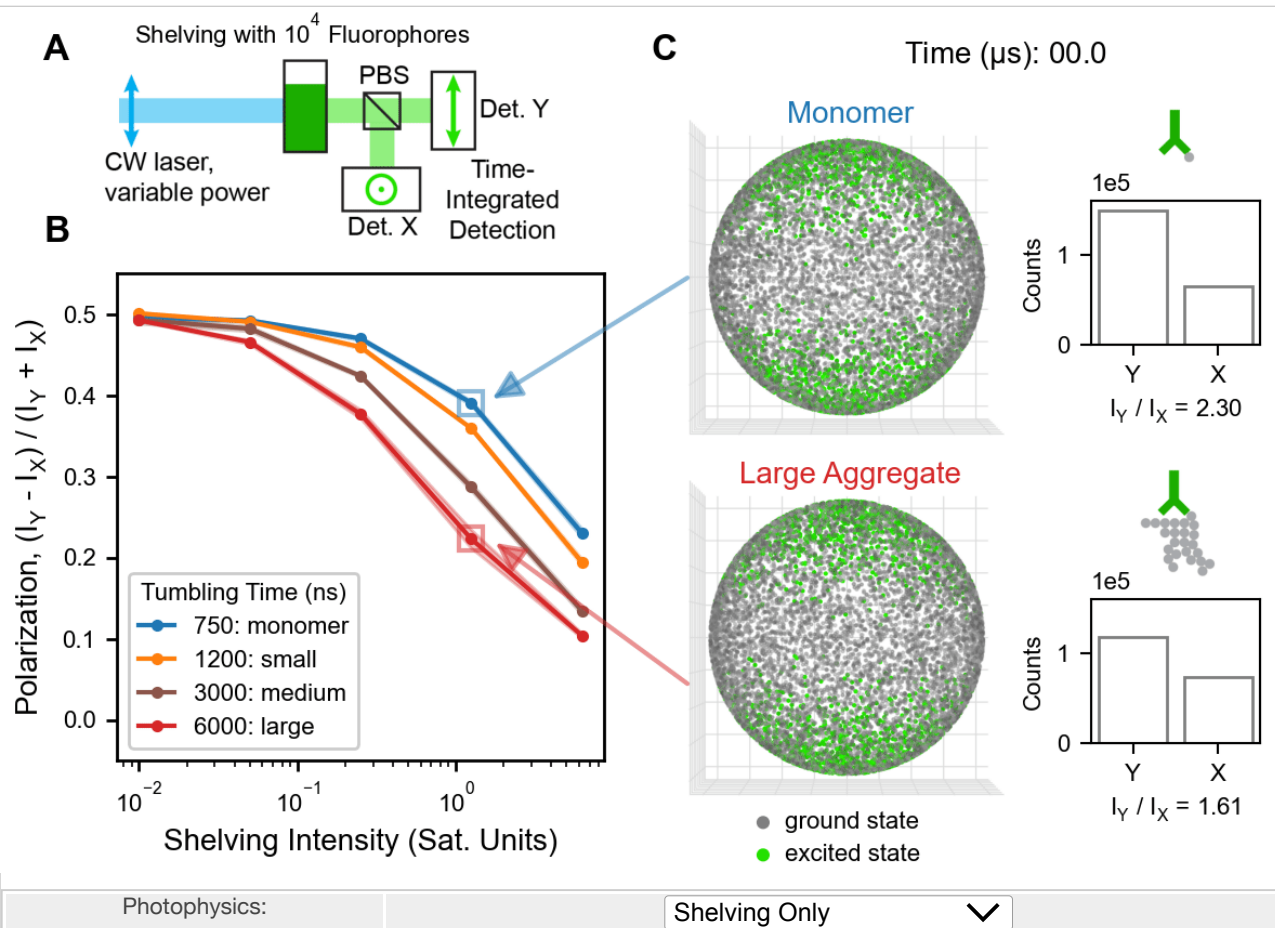 A
Shelving with 10^4 Fluorophores
PBS
Det. Y
CW laser,
variable power
Det. X
Time-
Integrated
Detection
B
Polarization, (I_Y - I_X) / (I_Y + I_X)
0.5
0.4
0.3
0.2
0.1
0.0
Tumbling Time (ns)
750: monomer
1200: small
3000: medium
6000: large
10^−2
10^−1
10^0
Shelving Intensity (Sat. Units)
C
Time (μs): 00.0
Monomer
1e5
Counts
1
0
Y
X
I_Y / I_X = 2.30
Large Aggregate
1e5
Counts
1
0
Y
X
I_Y / I_X = 1.61
ground state
excited state
Photophysics:
Shelving Only